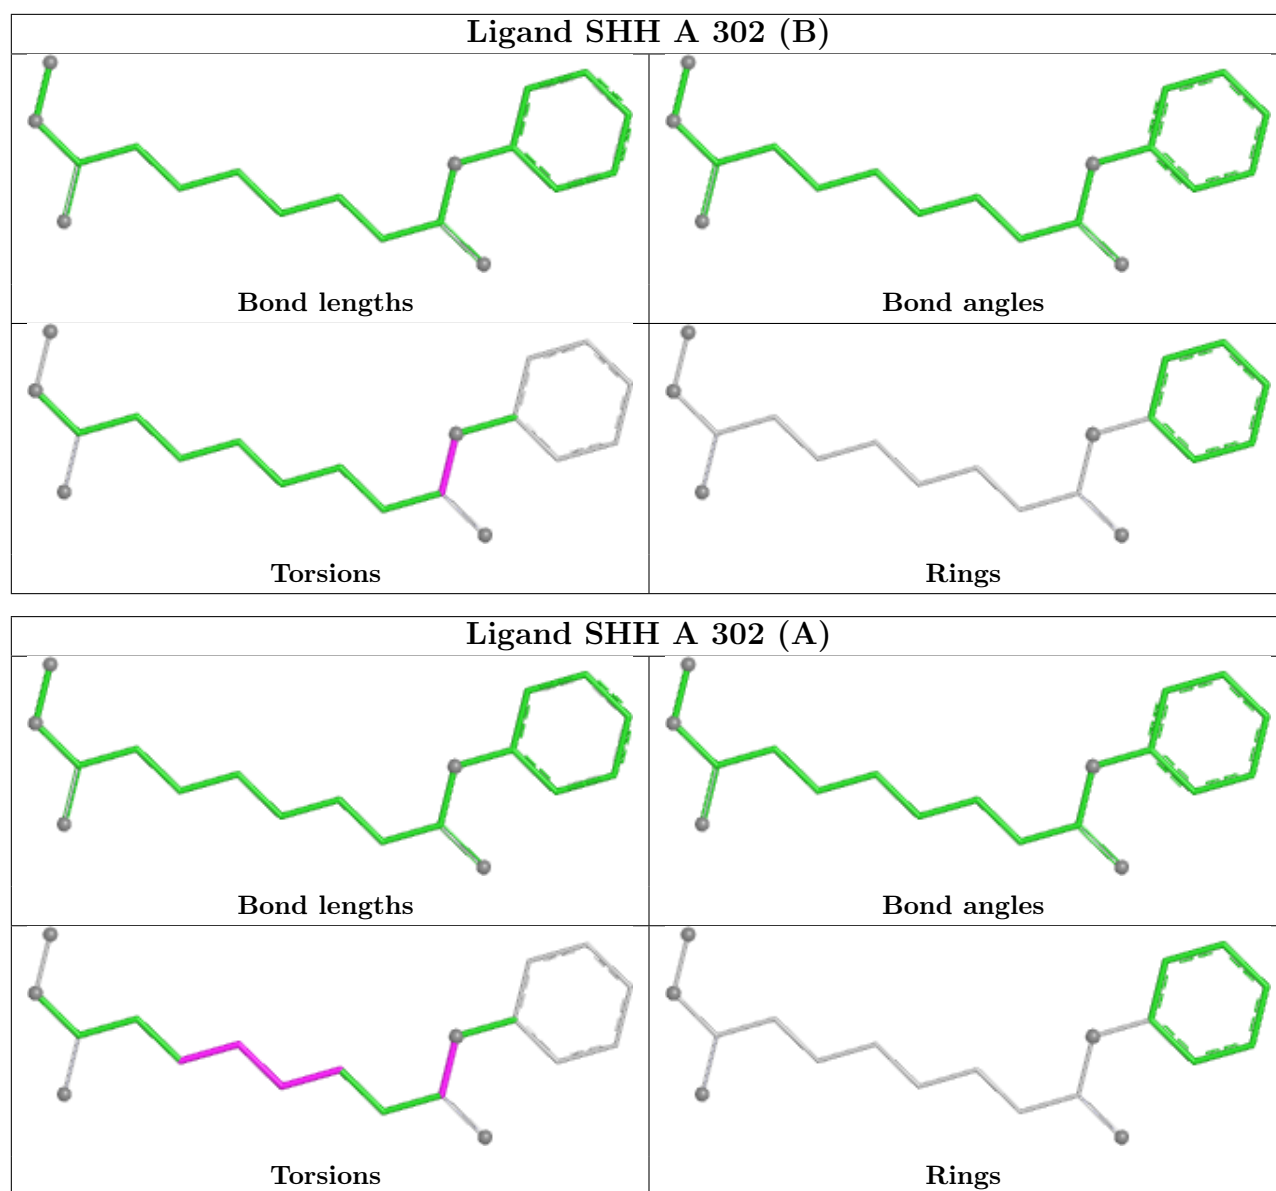 Ligand SHH A 302 (B)
Bond lengths
Bond angles
Torsions
Rings
Ligand SHH A 302 (A)
Bond lengths
Bond angles
Torsions
Rings